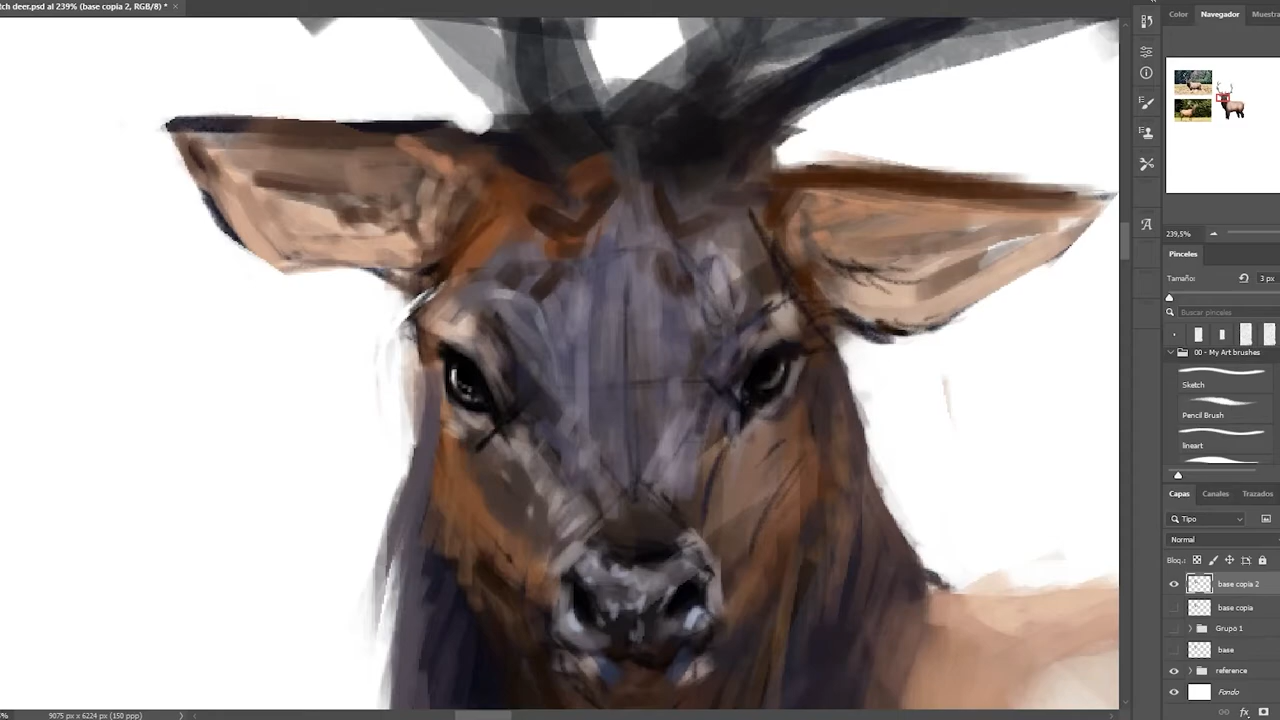 tch deer.psd al 239% (base copia 2, RGB/8) * ×
Color Navegador Muestra
239,5%
Pinceles
Tamaño: 3 px
Buscar pinceles
00 - My Art brushes
Sketch
Pencil Brush
lineart
Capas Canales Trazados
Tipo
Normal
Bloq.:
base copia 2
base copia
Grupo 1
base
reference
Fondo
fx
9075 px x 6224 px (150 ppp)